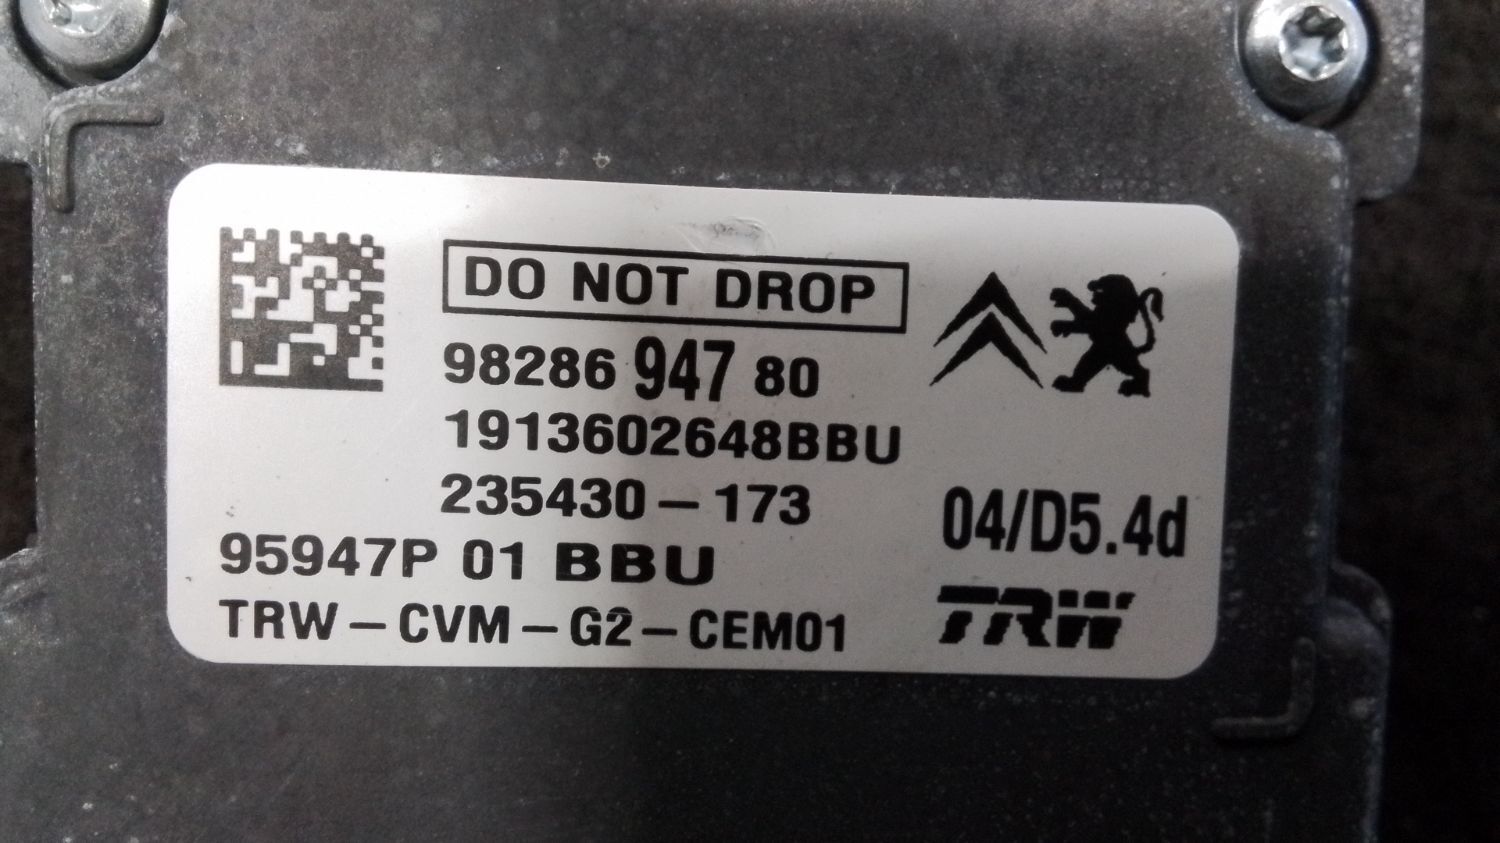 DO NOT DROP
98286 947 80
1913602648BBU
235430-173
04/D5.4d
95947P 01 BBU
TRW-CVM-G2-CEM01
TRW